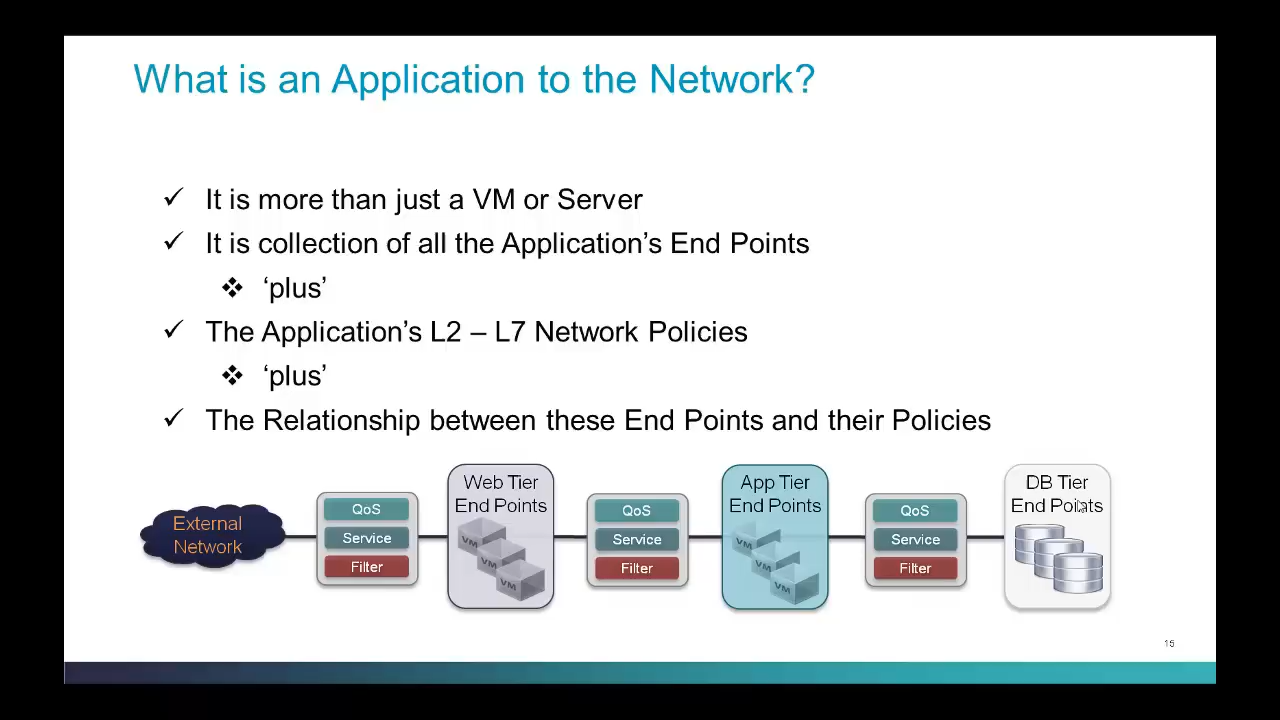 What is an Application to the Network?
It is more than just a VM or Server
It is collection of all the Application's End Points
'plus'
The Application's L2 – L7 Network Policies
'plus'
The Relationship between these End Points and their Policies
External
Network
QoS
Service
Filter
Web Tier
End Points
VM
VM
VM
QoS
Service
Filter
App Tier
End Points
VM
VM
VM
QoS
Service
Filter
DB Tier
End Points
15